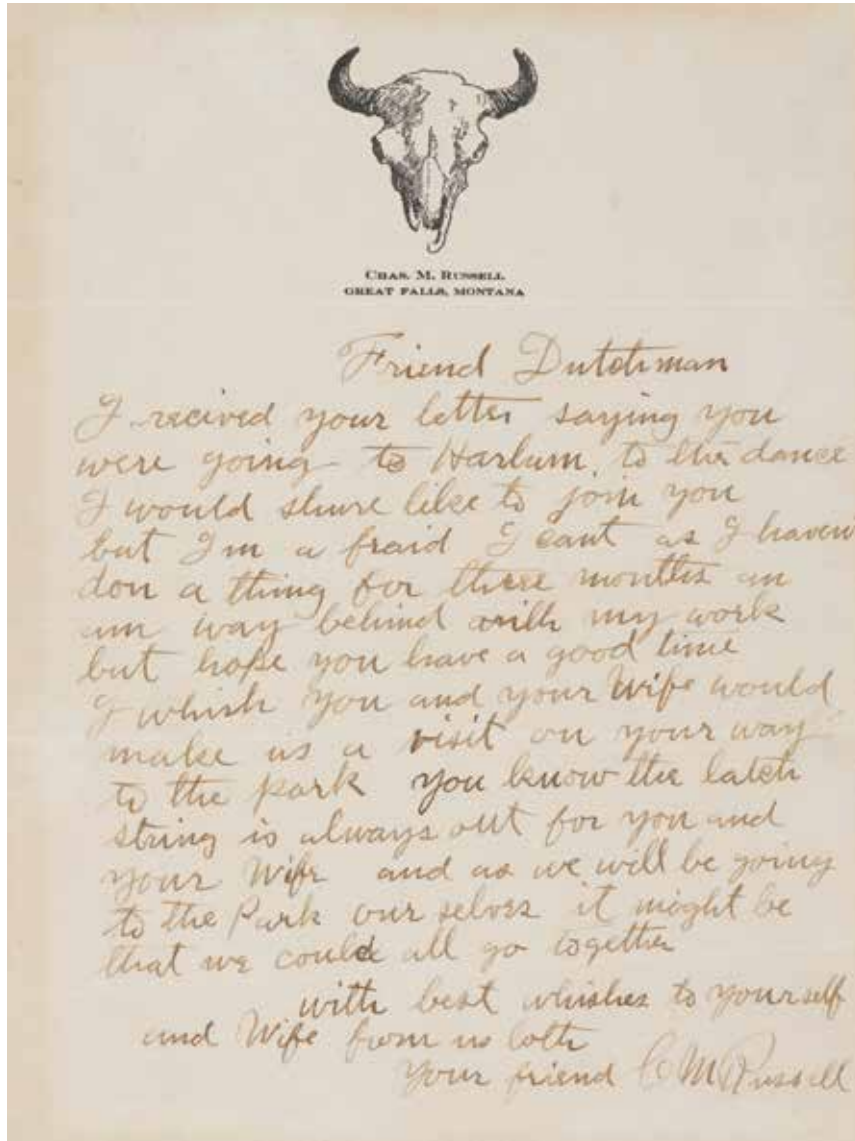 CHAS. M. RUSSELL
GREAT FALLS, MONTANA
Friend Dutchman
I recived your letter saying you
were going to Harlum to the dance
I would shure like to join you
but I'm a fraid I cant as I haven
don a thing for three months an
am way behind with my work
but hope you have a good time
I whish you and your Wife would
make us a visit on your way
to the park you know the latch
string is always out for you and
your Wife and as we will be going
to the Park our selvs it might be
that we could all go together
with best whishes to yourself
and Wife from us both
Your friend C M Russell